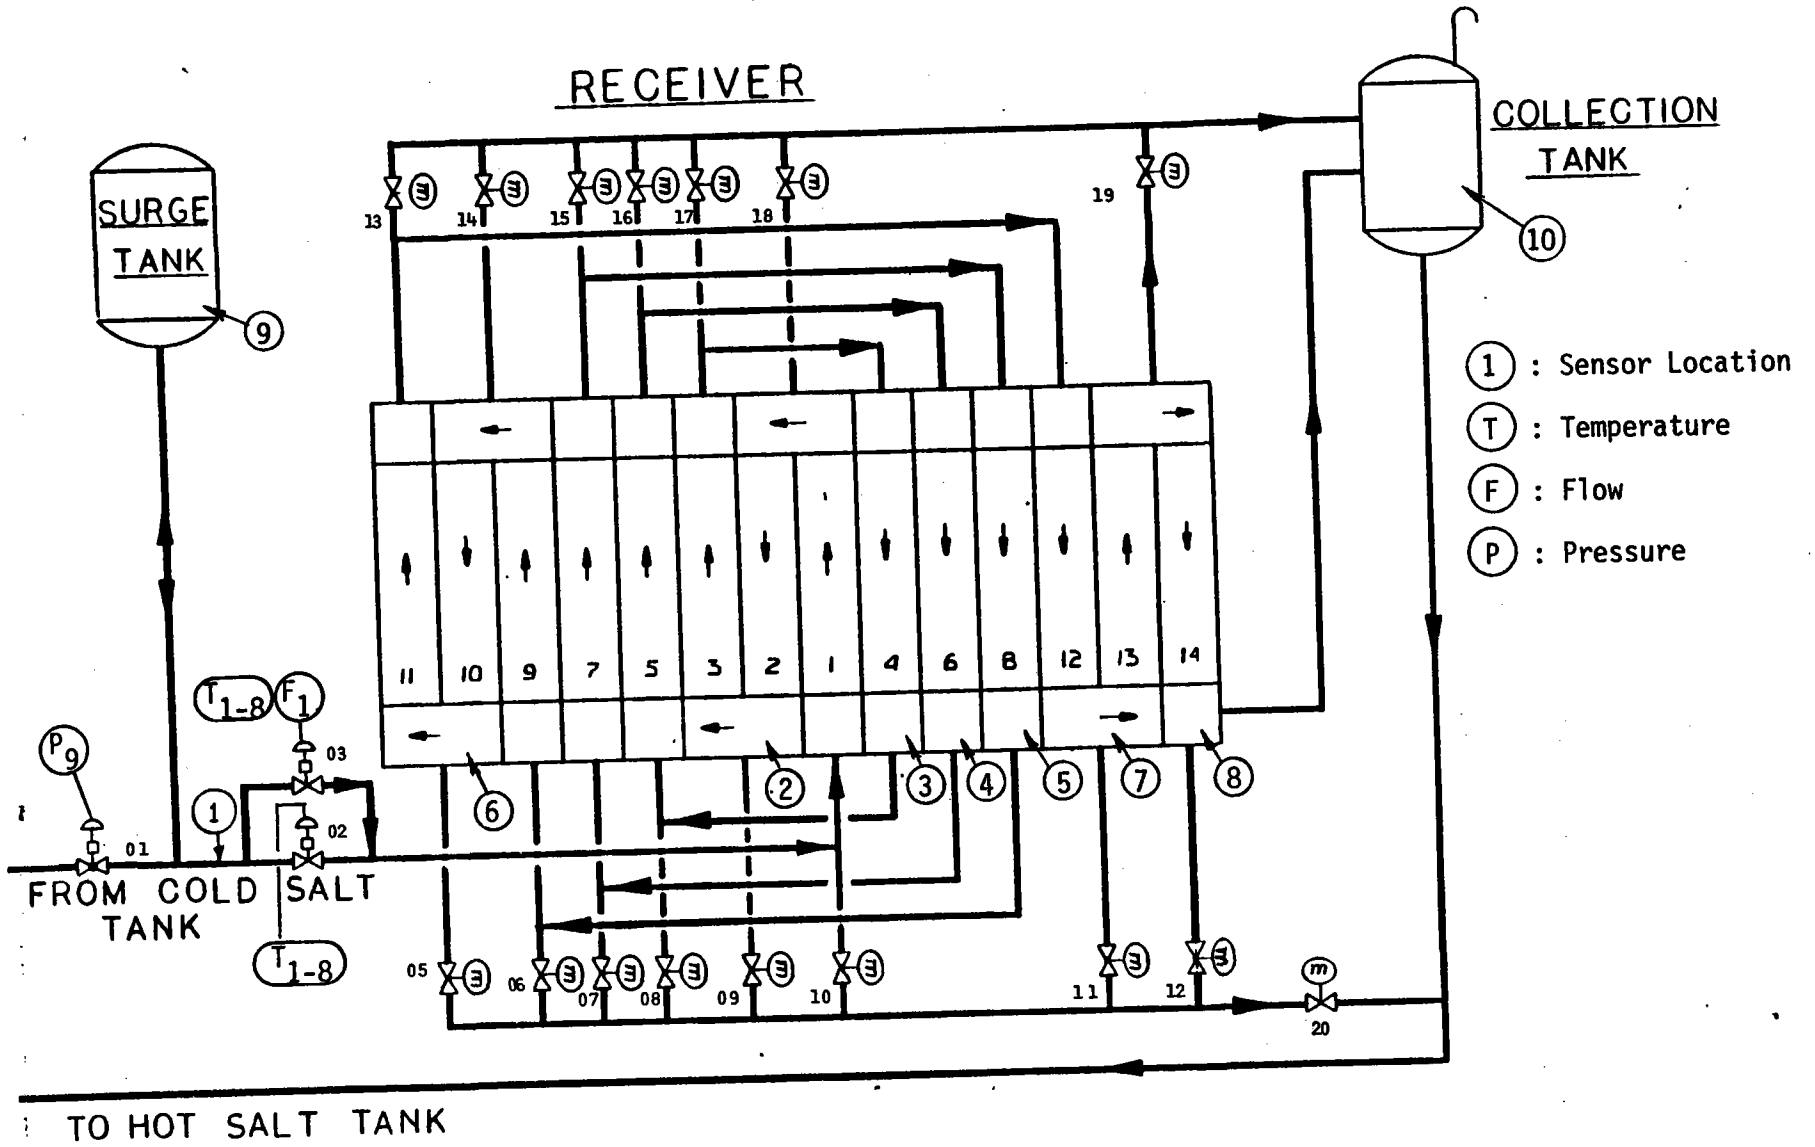 RECEIVER
COLLECTION
TANK
SURGE
TANK
13
14
15
16
17
18
19
10
9
1 : Sensor Location
T : Temperature
F : Flow
P : Pressure
11 10 9 7 5 3 2 1 4 6 8 12 13 14
T1-8
F1
P9
03
02
01
1
6
2
3
4
5
7
8
FROM COLD SALT
TANK
T1-8
05
06
07
08
09
10
11
12
m
20
TO HOT SALT TANK